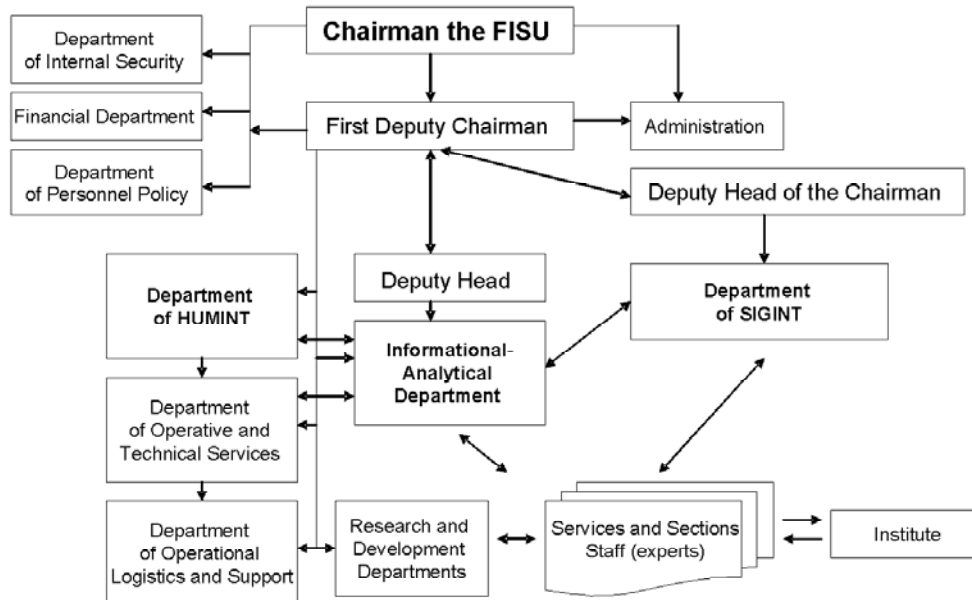 Chairman the FISU
Department
of Internal Security
Financial Department
First Deputy Chairman
Administration
Department
of Personnel Policy
Deputy Head of the Chairman
Deputy Head
Department
of HUMINT
Department
of SIGINT
Informational-
Analytical
Department
Department
of Operative and
Technical Services
Department
of Operational
Logistics and Support
Research and
Development
Departments
Services and Sections
Staff (experts)
Institute